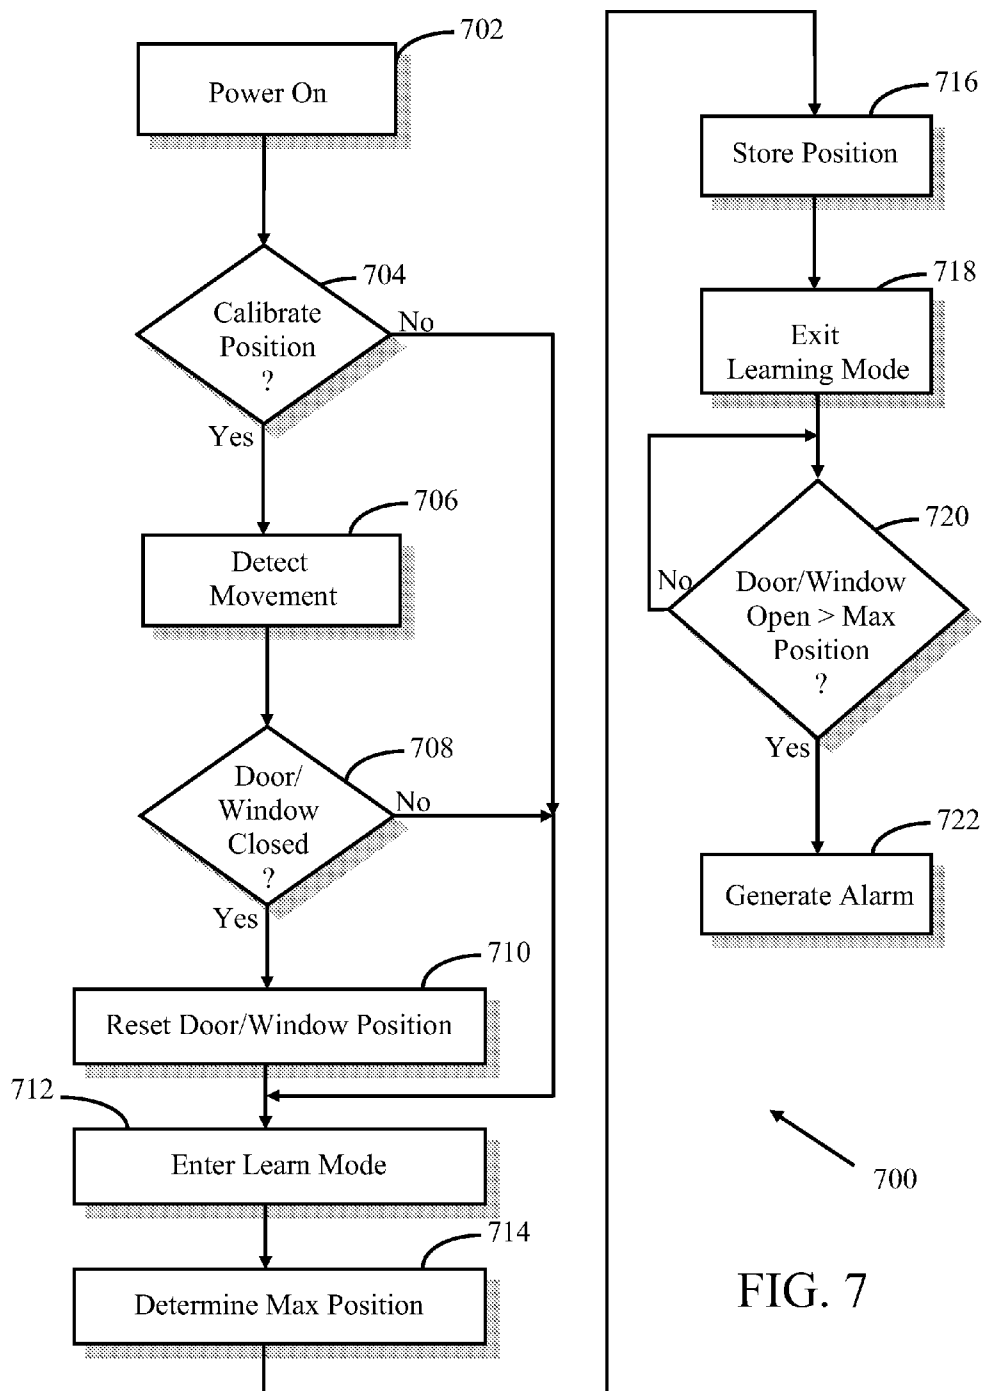 702
Power On
704
Calibrate
Position
?
No
Yes
706
Detect
Movement
708
Door/
Window
Closed
?
No
Yes
710
Reset Door/Window Position
712
Enter Learn Mode
714
Determine Max Position
716
Store Position
718
Exit
Learning Mode
720
Door/Window
Open > Max
Position
?
No
Yes
722
Generate Alarm
700
FIG. 7